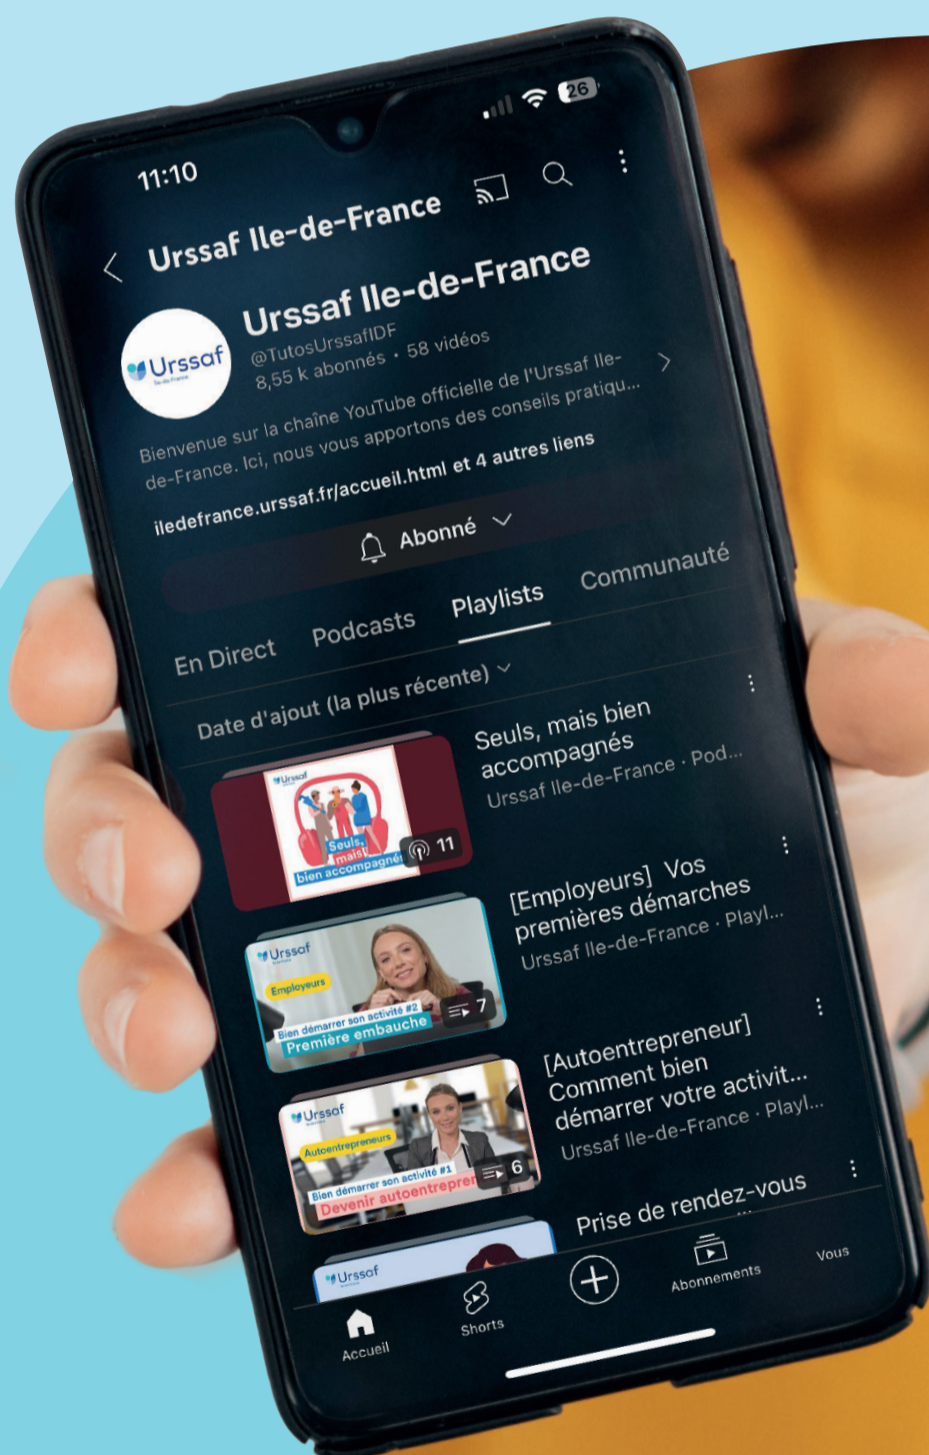 11:10
26
Urssaf Ile-de-France
Urssaf
Île-de-France
Urssaf Ile-de-France
@TutosUrssafIDF
8,55 k abonnés · 58 vidéos
Bienvenue sur la chaîne YouTube officielle de l'Urssaf Ile-
de-France. Ici, nous vous apportons des conseils pratiqu...
iledefrance.urssaf.fr/accueil.html et 4 autres liens
Abonné
En Direct
Podcasts
Playlists
Communauté
Date d'ajout (la plus récente)
Urssaf
Seuls,
mais
bien accompagné
11
Seuls, mais bien
accompagnés
Urssaf Ile-de-France · Pod...
Urssaf
Employeurs
Bien démarrer son activité #2
Première embauche
7
[Employeurs] Vos
premières démarches
Urssaf Ile-de-France · Playl...
Urssaf
Autoentrepreneurs
Bien démarrer son activité #1
Devenir autoentrepren
6
[Autoentrepreneur]
Comment bien
démarrer votre activit...
Urssaf Ile-de-France · Playl...
Urssaf
Prise de rendez-vous
Accueil
Shorts
Abonnements
Vous